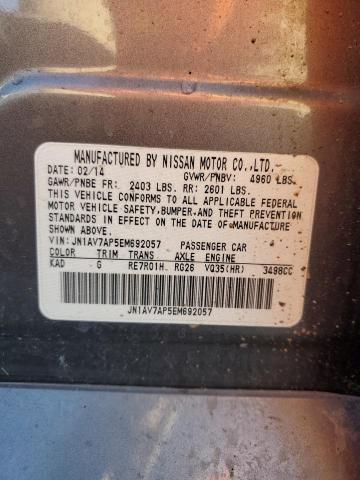 MANUFACTURED BY NISSAN MOTOR CO.,LTD.
DATE: 02/14 GVWR/PNBV: 4960 LBS.
GAWR/PNBE FR: 2403 LBS. RR: 2601 LBS.
THIS VEHICLE CONFORMS TO ALL APPLICABLE FEDERAL
MOTOR VEHICLE SAFETY, BUMPER, AND THEFT PREVENTION
STANDARDS IN EFFECT ON THE DATE OF MANUFACTURE
SHOWN ABOVE.
VIN: JN1AV7AP5EM692057 PASSENGER CAR
COLOR TRIM TRANS AXLE ENGINE
KAD G RE7R01H RG26 VQ35(HR) 3498CC
JN1AV7AP5EM692057